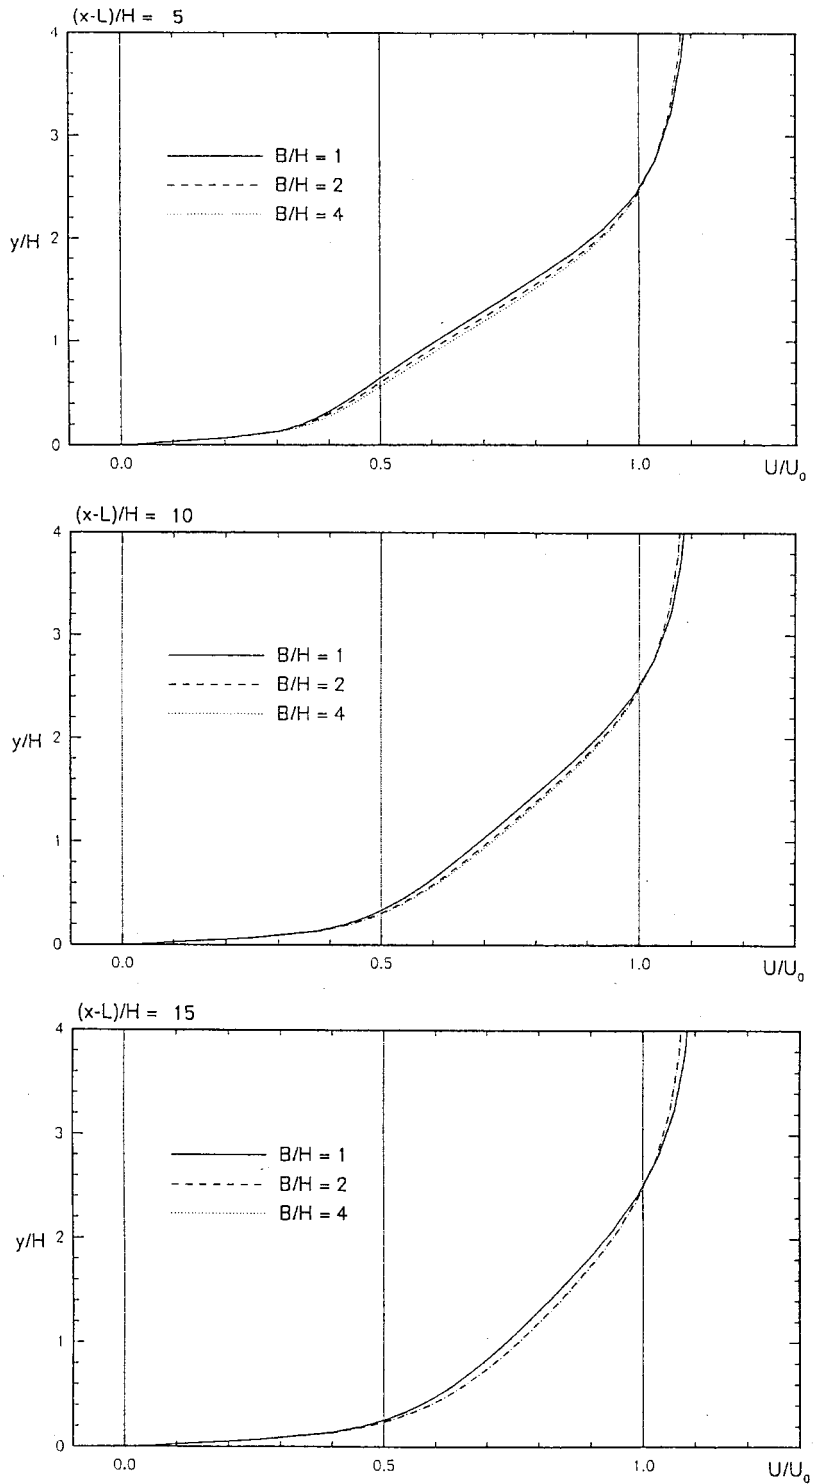 (x-L)/H = 5
4
3
B/H = 1
B/H = 2
B/H = 4
y/H 2
1
0
0.0 0.5 1.0 U/U₀
(x-L)/H = 10
4
3
B/H = 1
B/H = 2
B/H = 4
y/H 2
1
0
0.0 0.5 1.0 U/U₀
(x-L)/H = 15
4
3
B/H = 1
B/H = 2
B/H = 4
y/H 2
1
0
0.0 0.5 1.0 U/U₀